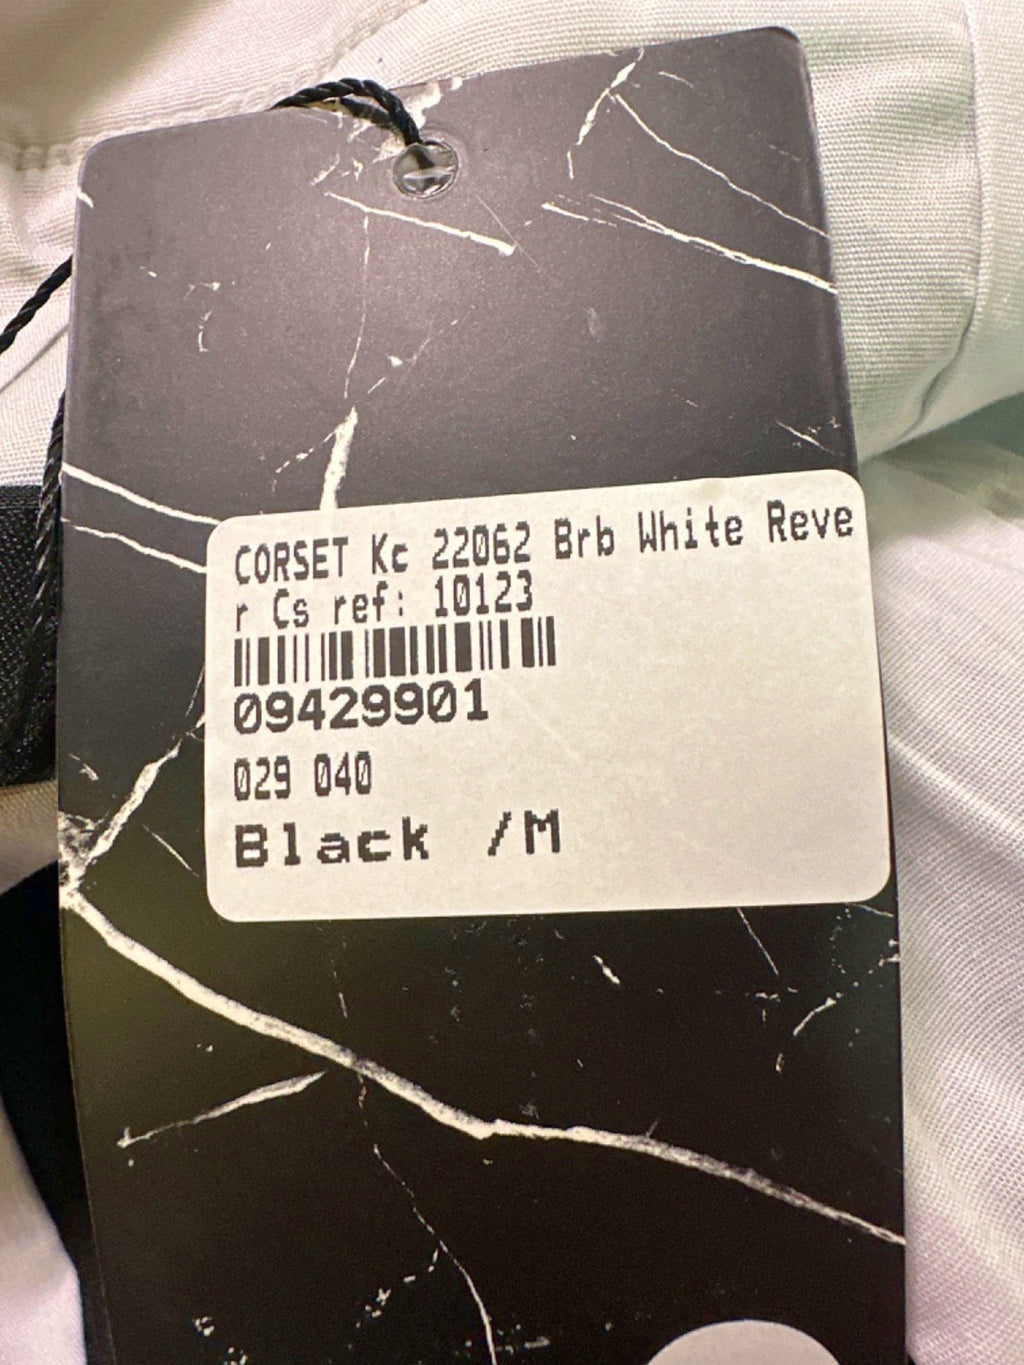 CORSET Kc 22062 Brb White Reve
r Cs ref: 10123
09429901
029 040
Black /M